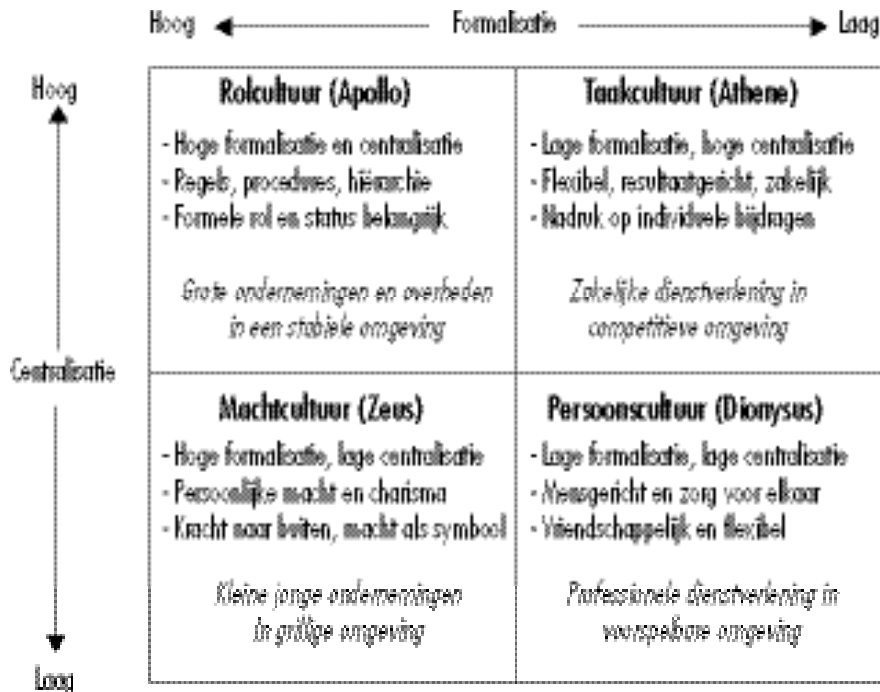 Hoog Formalisatie Laag
Hoog
Centralisatie
Laag
Rolcultuur (Apollo)
- Hoge formalisatie en centralisatie
- Regels, procedures, hiërarchie
- Formele rol en status belangrijk
Grote ondernemingen en overheden
in een stabiele omgeving
Taakcultuur (Athene)
- Lage formalisatie, hoge centralisatie
- Flexibel, resultaatgericht, zakelijk
- Nadruk op individuele bijdragen
Zakelijke dienstverlening in
competitieve omgeving
Machtcultuur (Zeus)
- Hoge formalisatie, lage centralisatie
- Persoonlijke macht en charisma
- Kracht naar buiten, macht als symbool
Kleine jonge ondernemingen
in grillige omgeving
Persoonscultuur (Dionysus)
- Lage formalisatie, lage centralisatie
- Mensgericht en zorg voor elkaar
- Vriendschappelijk en flexibel
Professionele dienstverlening in
voorspelbare omgeving